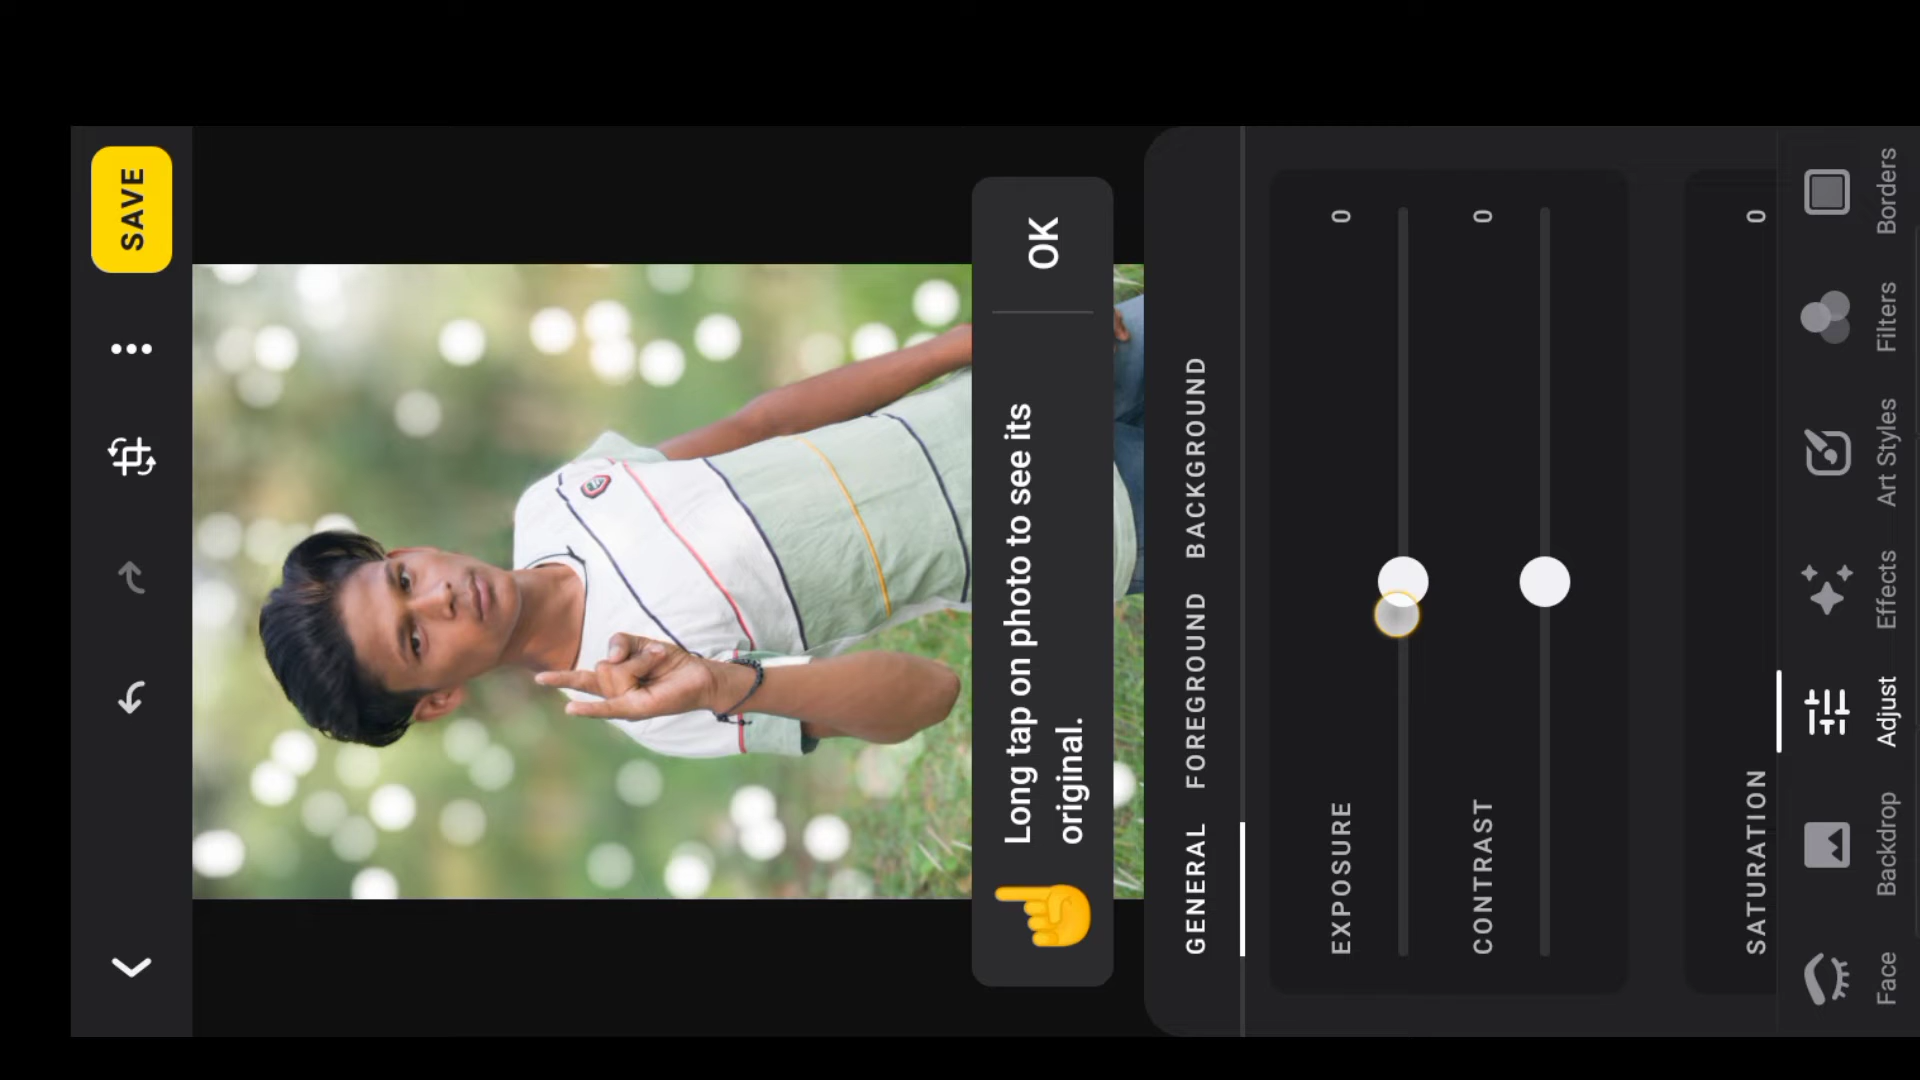 SAVE
Long tap on photo to see its
original.
OK
GENERAL FOREGROUND BACKGROUND
EXPOSURE 0
CONTRAST 0
SATURATION 0
Face Backdrop Adjust Effects Art Styles Filters Borders